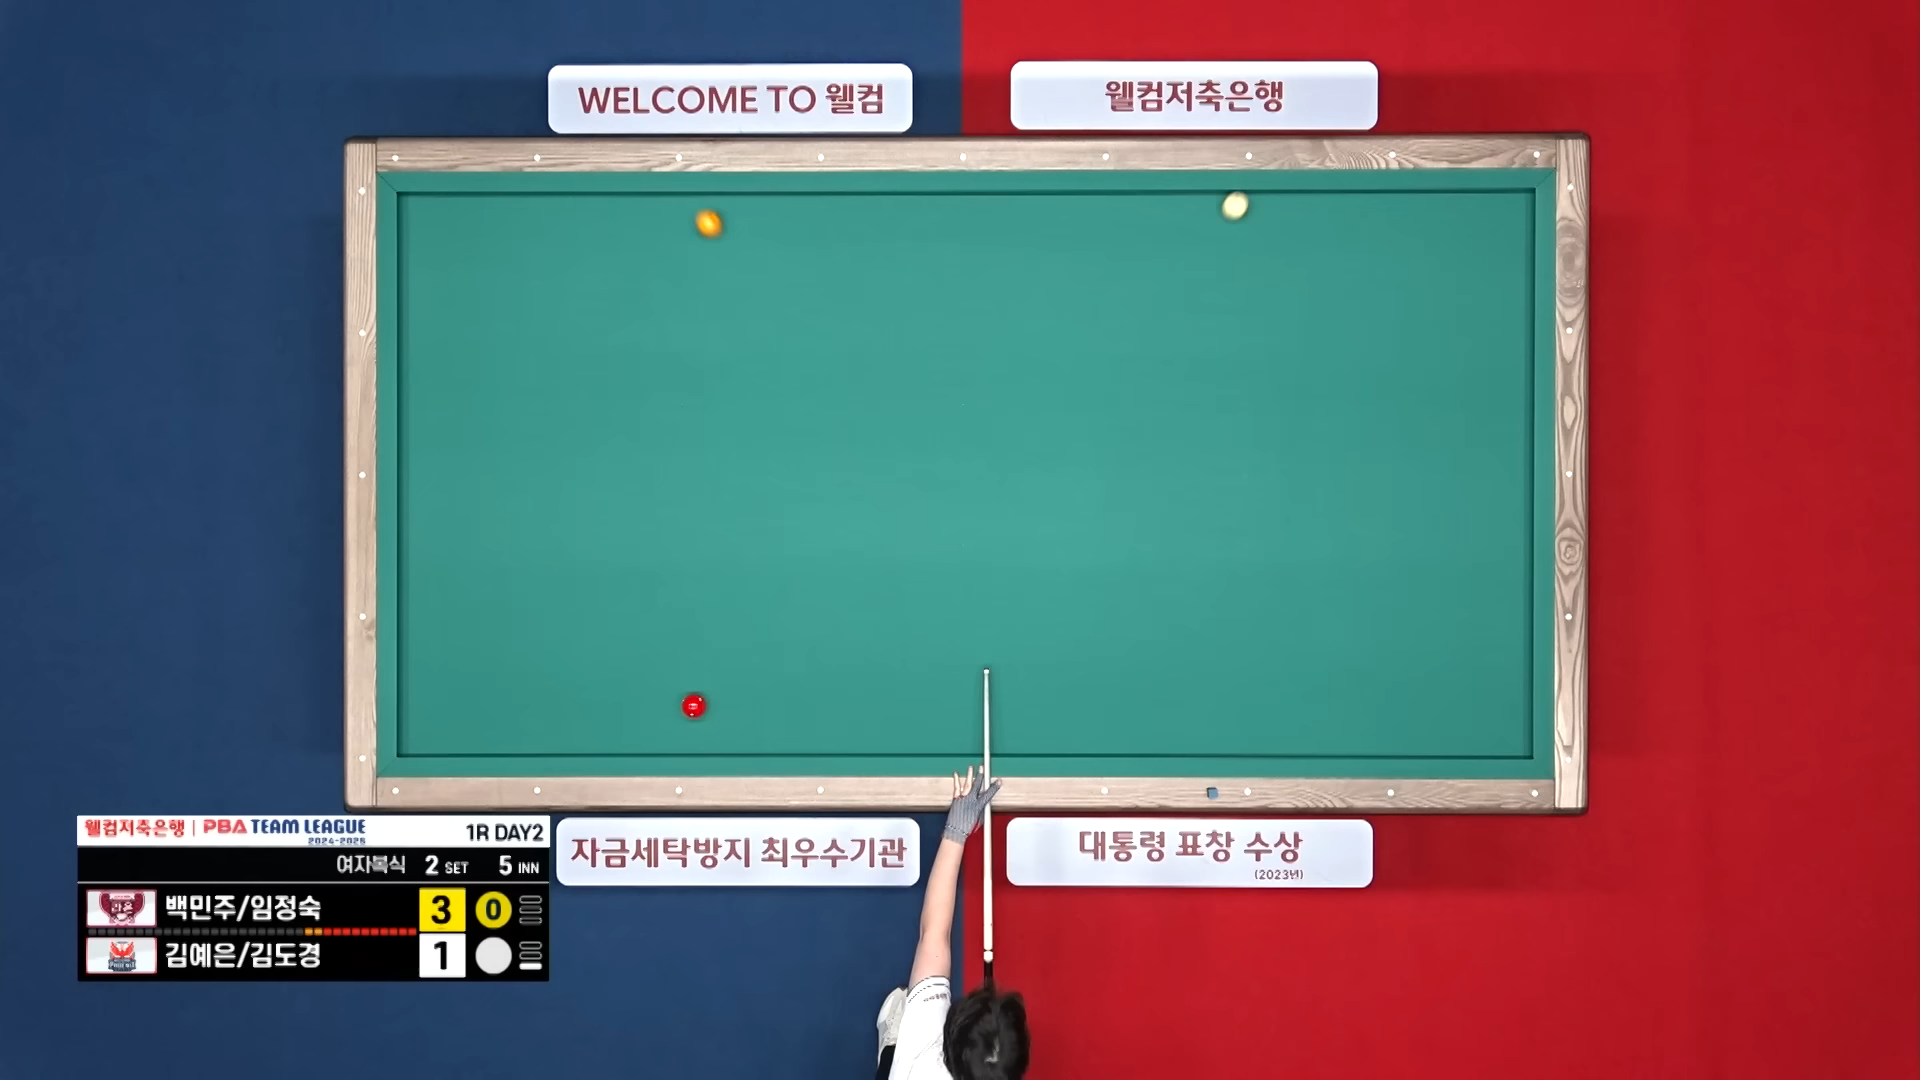 WELCOME TO 웰컴
웰컴저축은행
자금세탁방지 최우수기관
대통령 표창 수상
(2023년)
웰컴저축은행 | PBA TEAM LEAGUE
2024-2025
1R DAY2
여자복식 2 SET 5 INN
백민주/임정숙 3 0
김예은/김도경 1